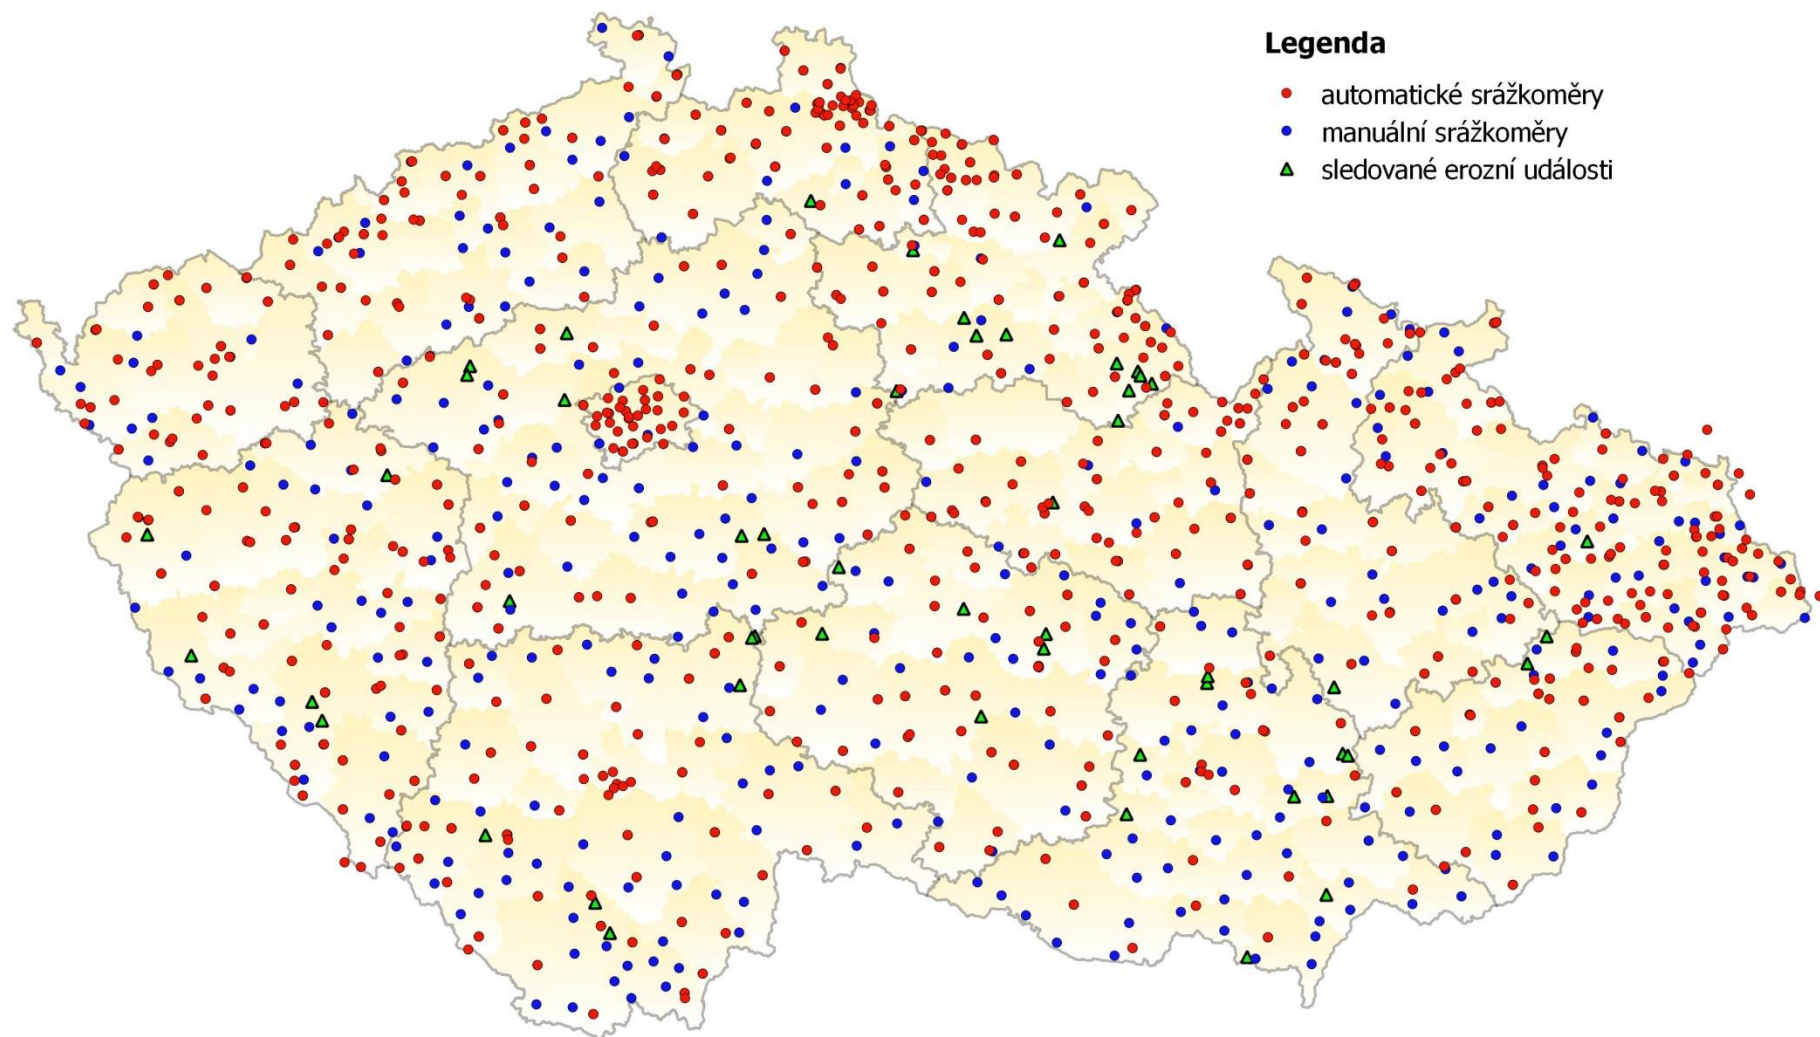 Legenda
automatické srážkoměry
manuální srážkoměry
sledované erozní události